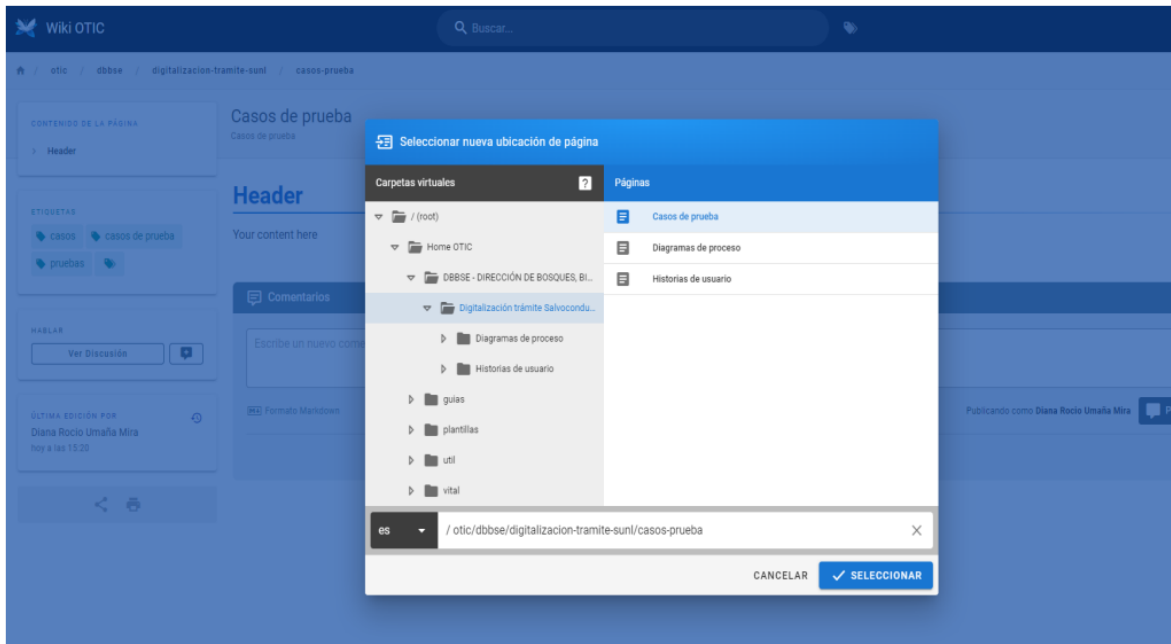 Wiki OTIC
Buscar...
/ otic / dbbse / digitalizacion-tramite-sunl / casos-prueba
CONTENIDO DE LA PÁGINA
Header
ETIQUETAS
casos
casos de prueba
pruebas
HABLAR
Ver Discusión
ÚLTIMA EDICIÓN POR
Diana Rocio Umaña Mira
hoy a las 15:20
Casos de prueba
Casos de prueba
Header
Your content here
Comentarios
Escribe un nuevo come
Formato Markdown
Publicando como Diana Rocio Umaña Mira
Seleccionar nueva ubicación de página
Carpetas virtuales
?
/ (root)
Home OTIC
DBBSE - DIRECCIÓN DE BOSQUES, BI...
Digitalización trámite Salvocondu...
Diagramas de proceso
Historias de usuario
guias
plantillas
util
vital
Páginas
Casos de prueba
Diagramas de proceso
Historias de usuario
es
/ otic/dbbse/digitalizacion-tramite-sunl/casos-prueba
CANCELAR
SELECCIONAR